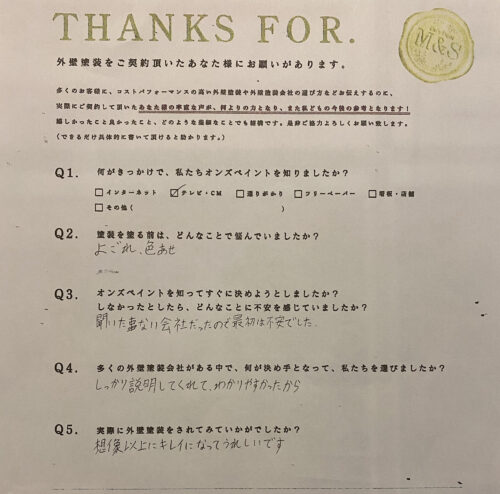 THANKS FOR.
M&S
外壁塗装をご契約頂いたあなた様にお願いがあります。
多くのお客様に、コストパフォーマンスの高い外壁塗装や外壁塗装会社の選び方をお伝えするのに、
実際にご契約して頂いたあなた様の率直な声が、何よりの力となり、また私どもの今後の参考となります！
嬉しかったこと良かったこと、どのような些細なことでも結構です。是非ご協力よろしくお願い致します。
（できるだけ具体的に書いて頂けると助かります。）
Q1. 何がきっかけで、私たちオンズペイントを知りましたか？
□インターネット ☑テレビ・CM □通りがかり □フリーペーパー □看板・店舗
□その他（ ）
Q2. 塗装を塗る前は、どんなことで悩んでいましたか？
よごれ、色あせ
Q3. オンズペイントを知ってすぐに決めようとしましたか？
しなかったとしたら、どんなことに不安を感じていましたか？
聞いた事ない会社だったので最初は不安でした.
Q4. 多くの外壁塗装会社がある中で、何が決め手となって、私たちを選びましたか？
しっかり説明してくれて、わかりやすかったから
Q5. 実際に外壁塗装をされてみていかがでしたか？
想像以上にキレイになってうれしいです